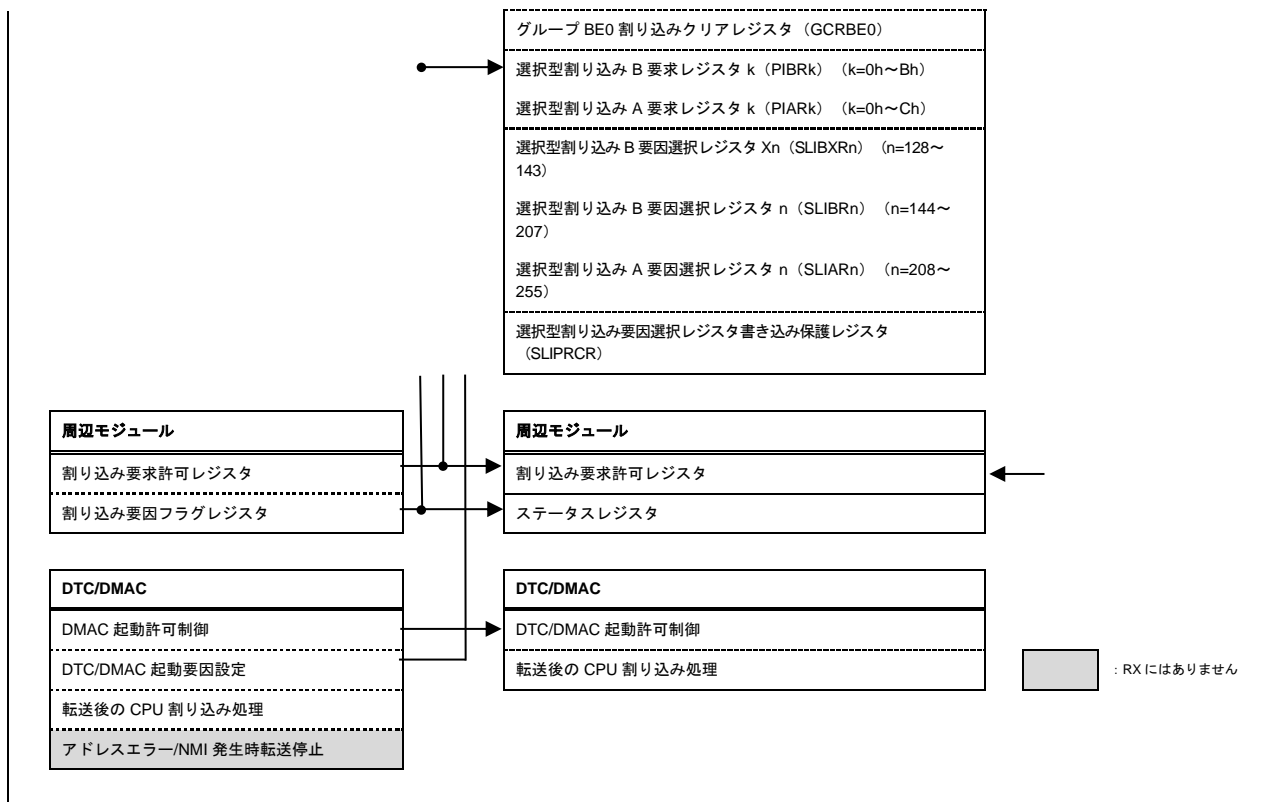 グループ BE0 割り込みクリアレジスタ（GCRBE0）
選択型割り込み B 要求レジスタ k（PIBRk）（k=0h～Bh）
選択型割り込み A 要求レジスタ k（PIARk）（k=0h～Ch）
選択型割り込み B 要因選択レジスタ Xn（SLIBXRn）（n=128～
143）
選択型割り込み B 要因選択レジスタ n（SLIBRn）（n=144～
207）
選択型割り込み A 要因選択レジスタ n（SLIARn）（n=208～
255）
選択型割り込み要因選択レジスタ書き込み保護レジスタ
（SLIPRCR）
周辺モジュール
割り込み要求許可レジスタ
割り込み要因フラグレジスタ
周辺モジュール
割り込み要求許可レジスタ
ステータスレジスタ
DTC/DMAC
DMAC 起動許可制御
DTC/DMAC 起動要因設定
転送後の CPU 割り込み処理
アドレスエラー/NMI 発生時転送停止
DTC/DMAC
DTC/DMAC 起動許可制御
転送後の CPU 割り込み処理
：RX にはありません